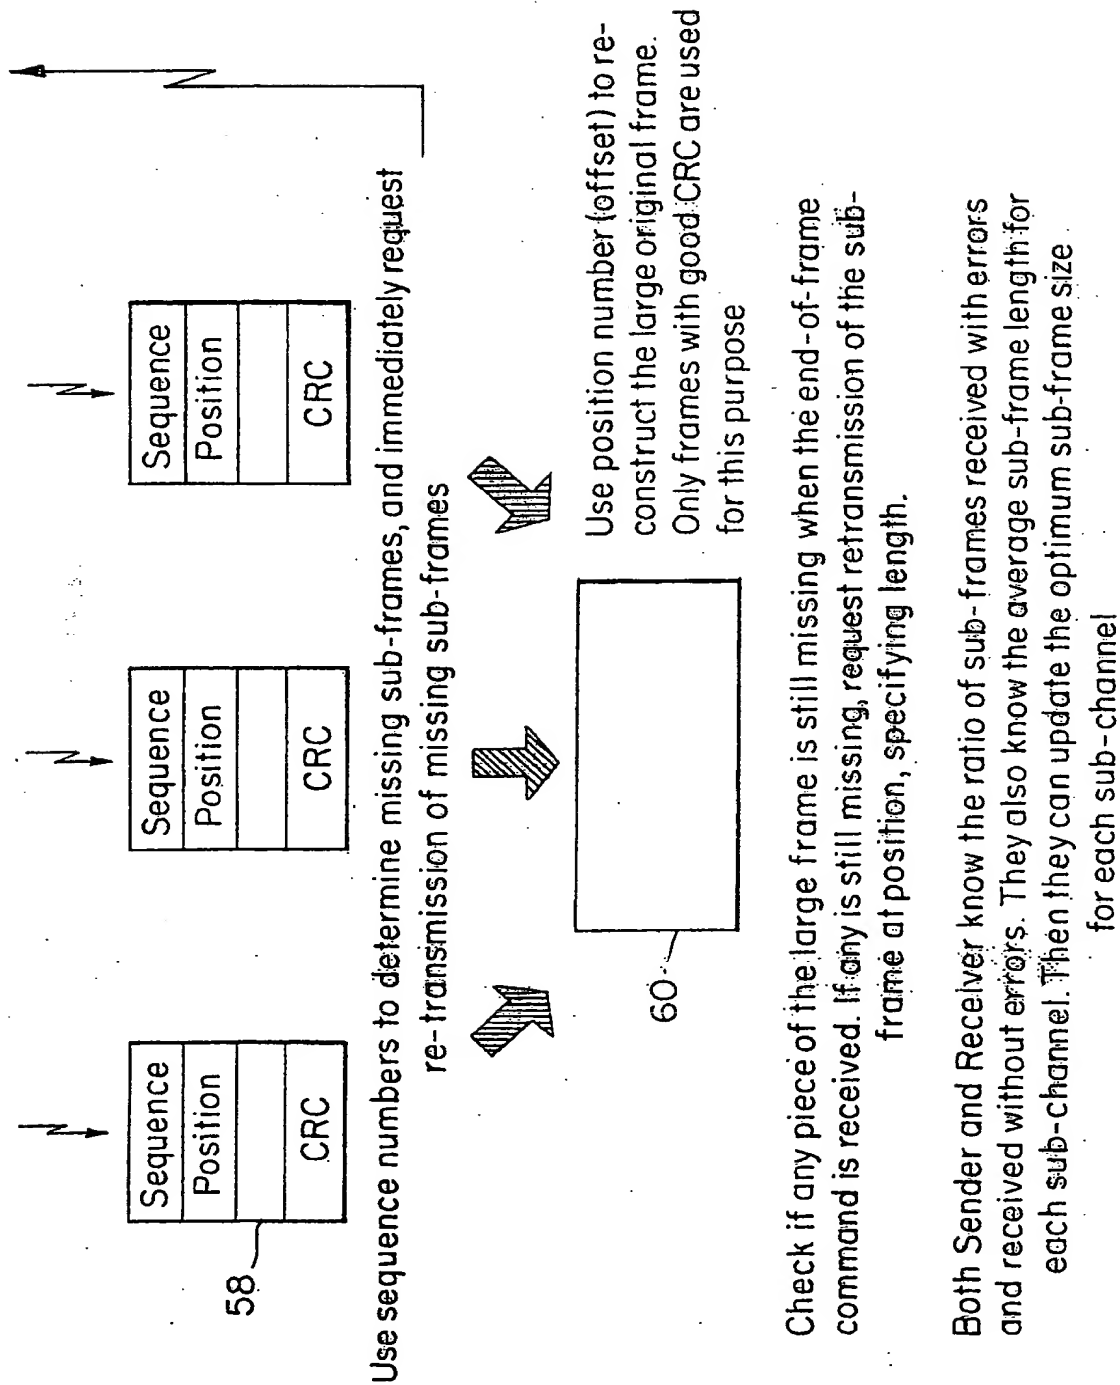 Sequence
Position
CRC
Sequence
Position
CRC
Sequence
Position
CRC
58
Use sequence numbers to determine missing sub-frames, and immediately request
re-transmission of missing sub-frames
60
Use position number (offset) to re-
construct the large original frame.
Only frames with good CRC are used
for this purpose
Check if any piece of the large frame is still missing when the end-of-frame
command is received. If any is still missing, request retransmission of the sub-
frame at position, specifying length.
Both Sender and Receiver know the ratio of sub-frames received with errors
and received without errors. They also know the average sub-frame length for
each sub-channel. Then they can update the optimum sub-frame size
for each sub-channel